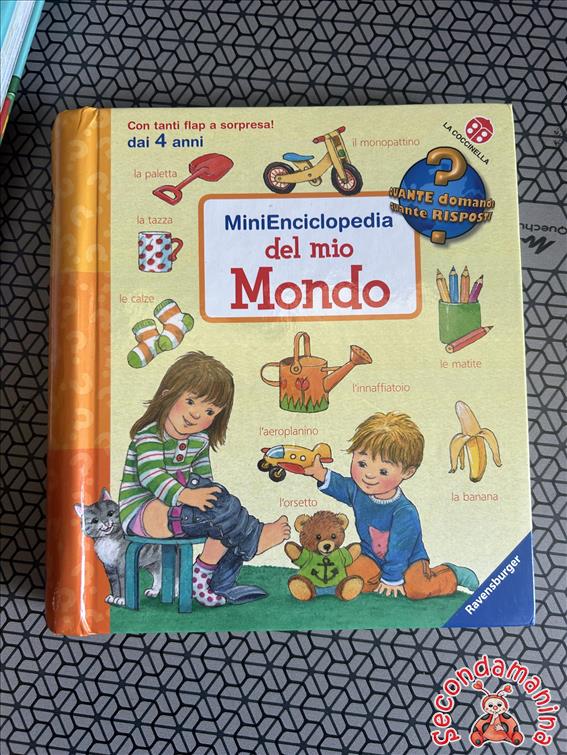 Con tanti flap a sorpresa!
dai 4 anni
LA COCCINELLA
il monopattino
la paletta
?
QUANTE domande
quante RISPOSTE
?
MiniEnciclopedia
del mio
Mondo
la tazza
le calze
le matite
l'innaffiatoio
l'aeroplanino
la banana
l'orsetto
Ravensburger
Quechua
Secondamanina